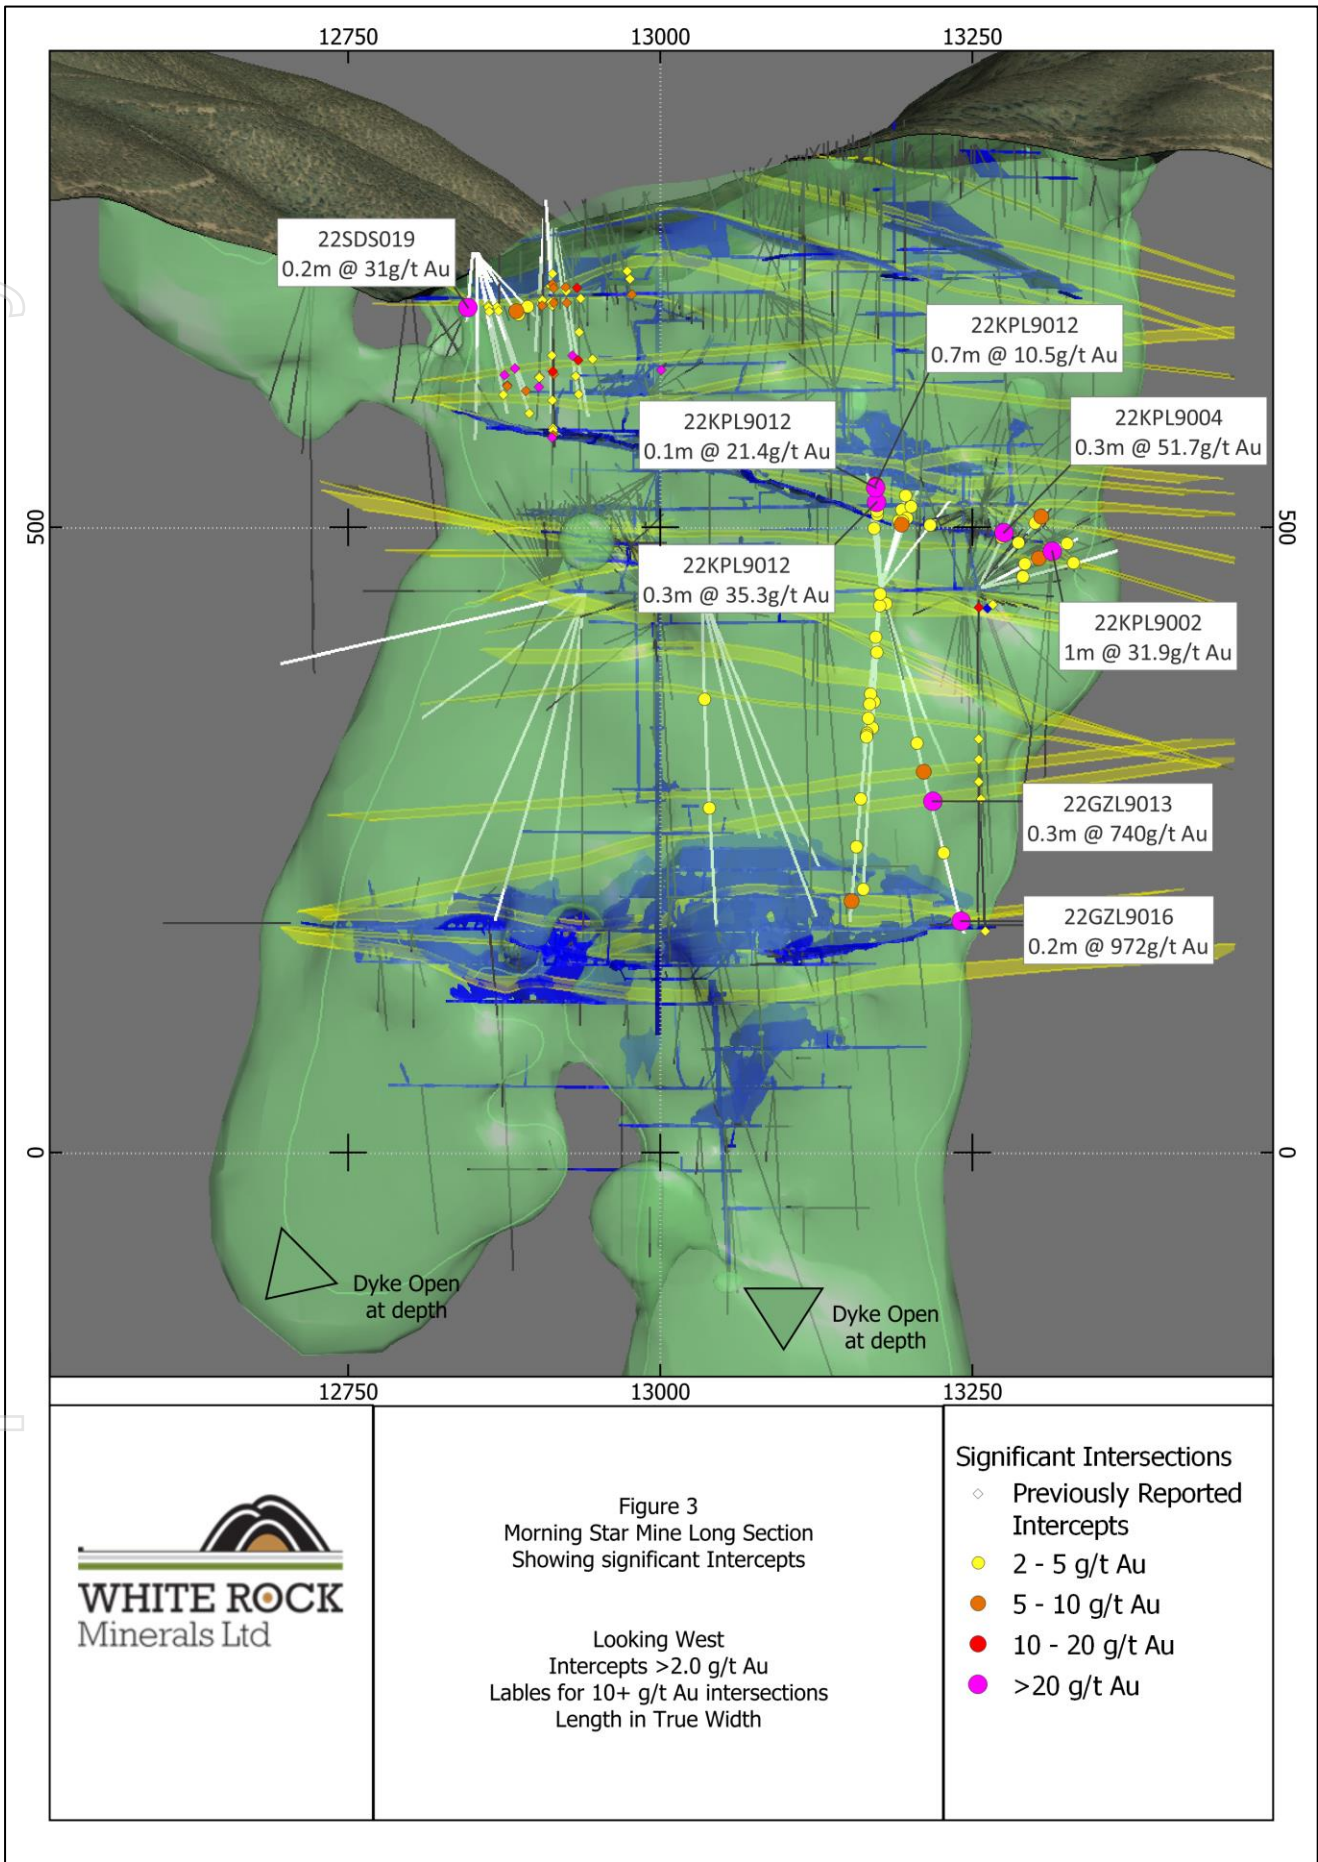 12750 13000 13250
22SDS019
0.2m @ 31g/t Au
22KPL9012
0.7m @ 10.5g/t Au
22KPL9012
0.1m @ 21.4g/t Au
22KPL9004
0.3m @ 51.7g/t Au
500 500
22KPL9012
0.3m @ 35.3g/t Au
22KPL9002
1m @ 31.9g/t Au
22GZL9013
0.3m @ 740g/t Au
22GZL9016
0.2m @ 972g/t Au
0 0
Dyke Open
at depth
Dyke Open
at depth
12750 13000 13250
WHITE ROCK
Minerals Ltd
Figure 3
Morning Star Mine Long Section
Showing significant Intercepts
Looking West
Intercepts >2.0 g/t Au
Lables for 10+ g/t Au intersections
Length in True Width
Significant Intersections
Previously Reported
Intercepts
2 - 5 g/t Au
5 - 10 g/t Au
10 - 20 g/t Au
>20 g/t Au